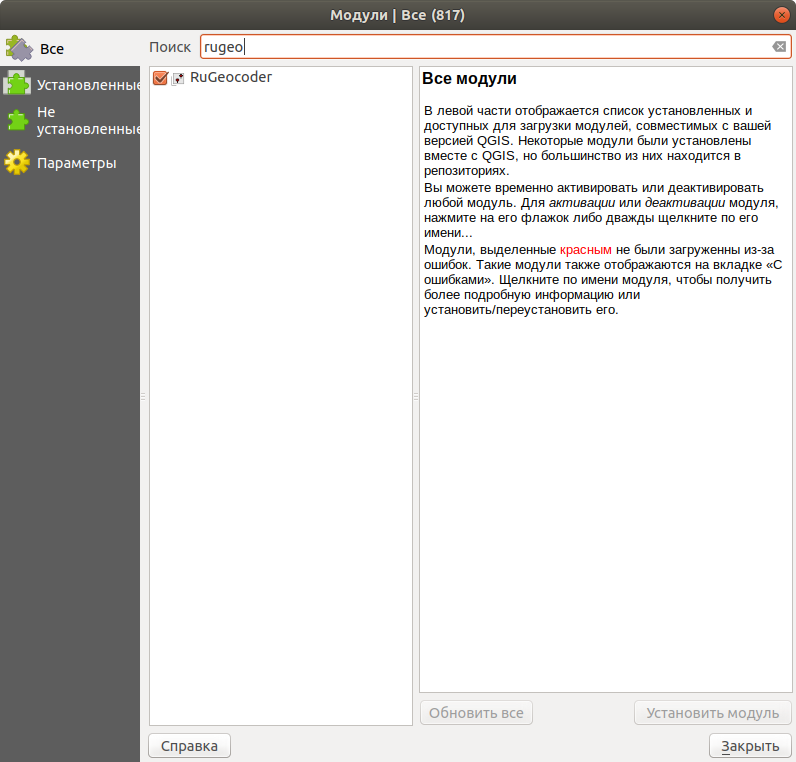 Модули | Все (817)
Все
Установленные
Не
установленные
Параметры
Поиск
rugeo
RuGeocoder
Все модули
В левой части отображается список установленных и
доступных для загрузки модулей, совместимых с вашей
версией QGIS. Некоторые модули были установлены
вместе с QGIS, но большинство из них находится в
репозиториях.
Вы можете временно активировать или деактивировать
любой модуль. Для активации или деактивации модуля,
нажмите на его флажок либо дважды щелкните по его
имени...
Модули, выделенные красным не были загруженны из-за
ошибок. Такие модули также отображаются на вкладке «С
ошибками». Щелкните по имени модуля, чтобы получить
более подробную информацию или
установить/переустановить его.
Обновить все
Установить модуль
Справка
Закрыть